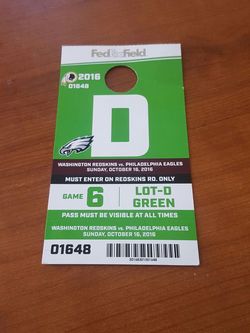 FedExField
2016
01648
D
WASHINGTON REDSKINS vs. PHILADELPHIA EAGLES
SUNDAY, OCTOBER 16, 2016
MUST ENTER ON REDSKINS RD. ONLY
GAME 6 LOT-D
GREEN
PASS MUST BE VISIBLE AT ALL TIMES
WASHINGTON REDSKINS vs. PHILADELPHIA EAGLES
SUNDAY, OCTOBER 16, 2016
01648